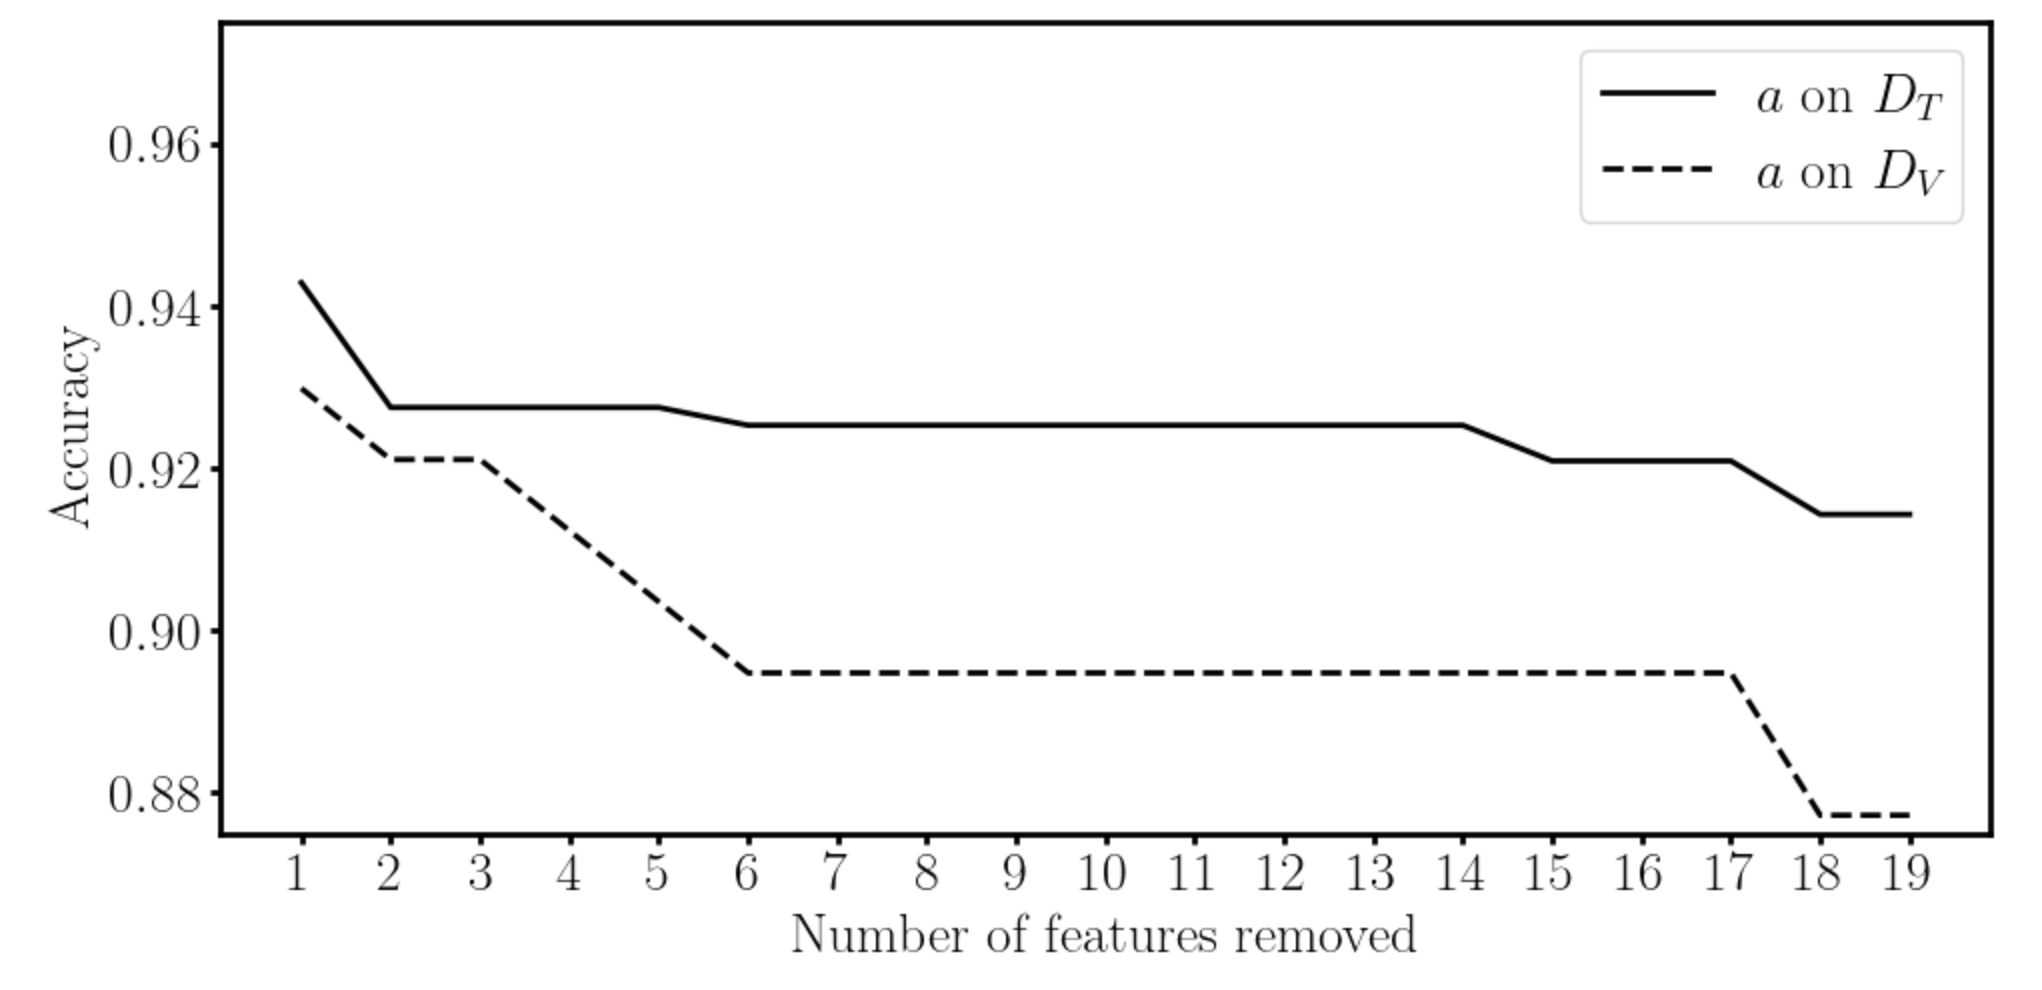 a on D_T
a on D_V
0.96
0.94
0.92
0.90
0.88
Accuracy
1 2 3 4 5 6 7 8 9 10 11 12 13 14 15 16 17 18 19
Number of features removed